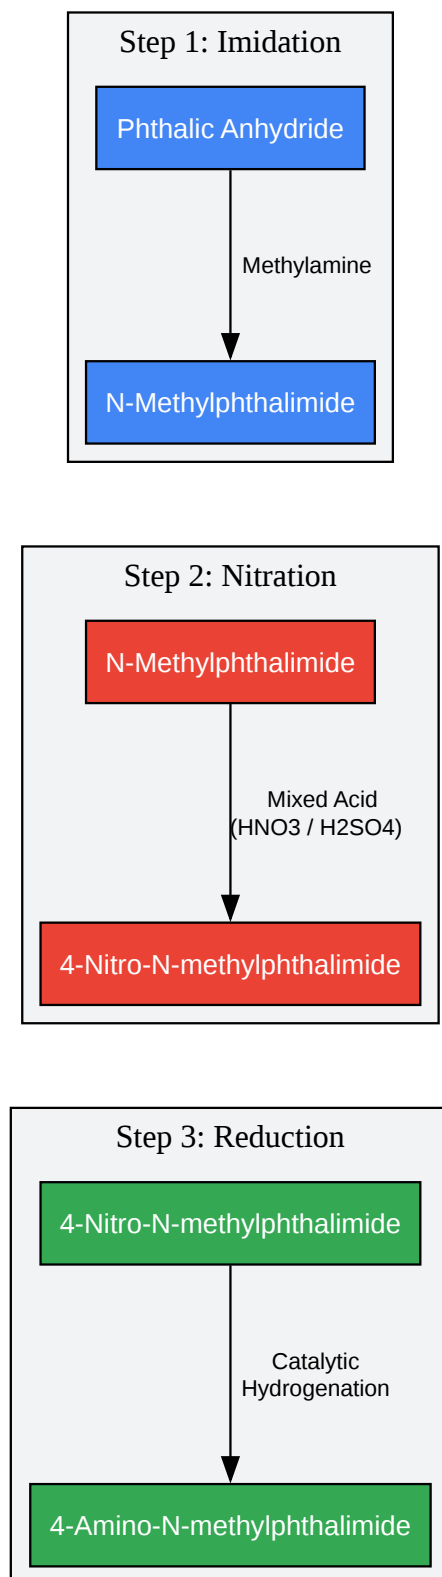 Step 1: Imidation
Phthalic Anhydride
Methylamine
N-Methylphthalimide
Step 2: Nitration
N-Methylphthalimide
Mixed Acid
(HNO3 / H2SO4)
4-Nitro-N-methylphthalimide
Step 3: Reduction
4-Nitro-N-methylphthalimide
Catalytic
Hydrogenation
4-Amino-N-methylphthalimide